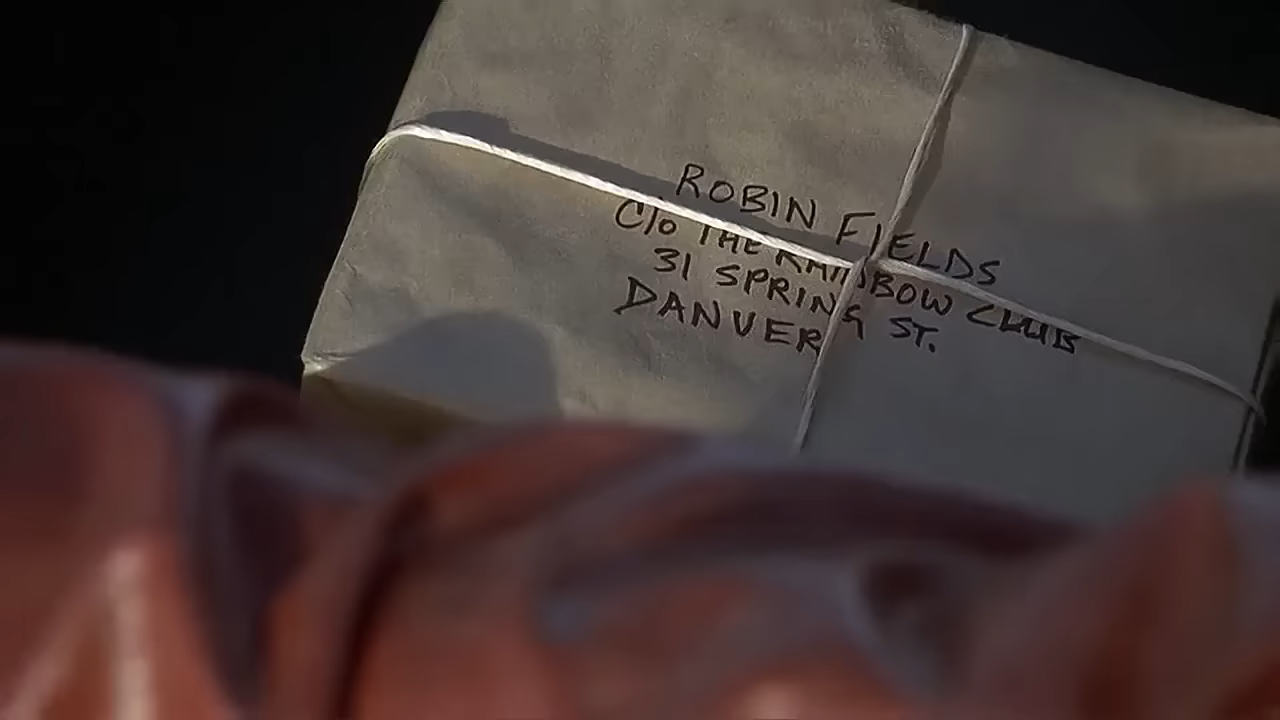 ROBIN FIELDS
C/o THE RAINBOW CLUB
31 SPRING ST.
DANVERS